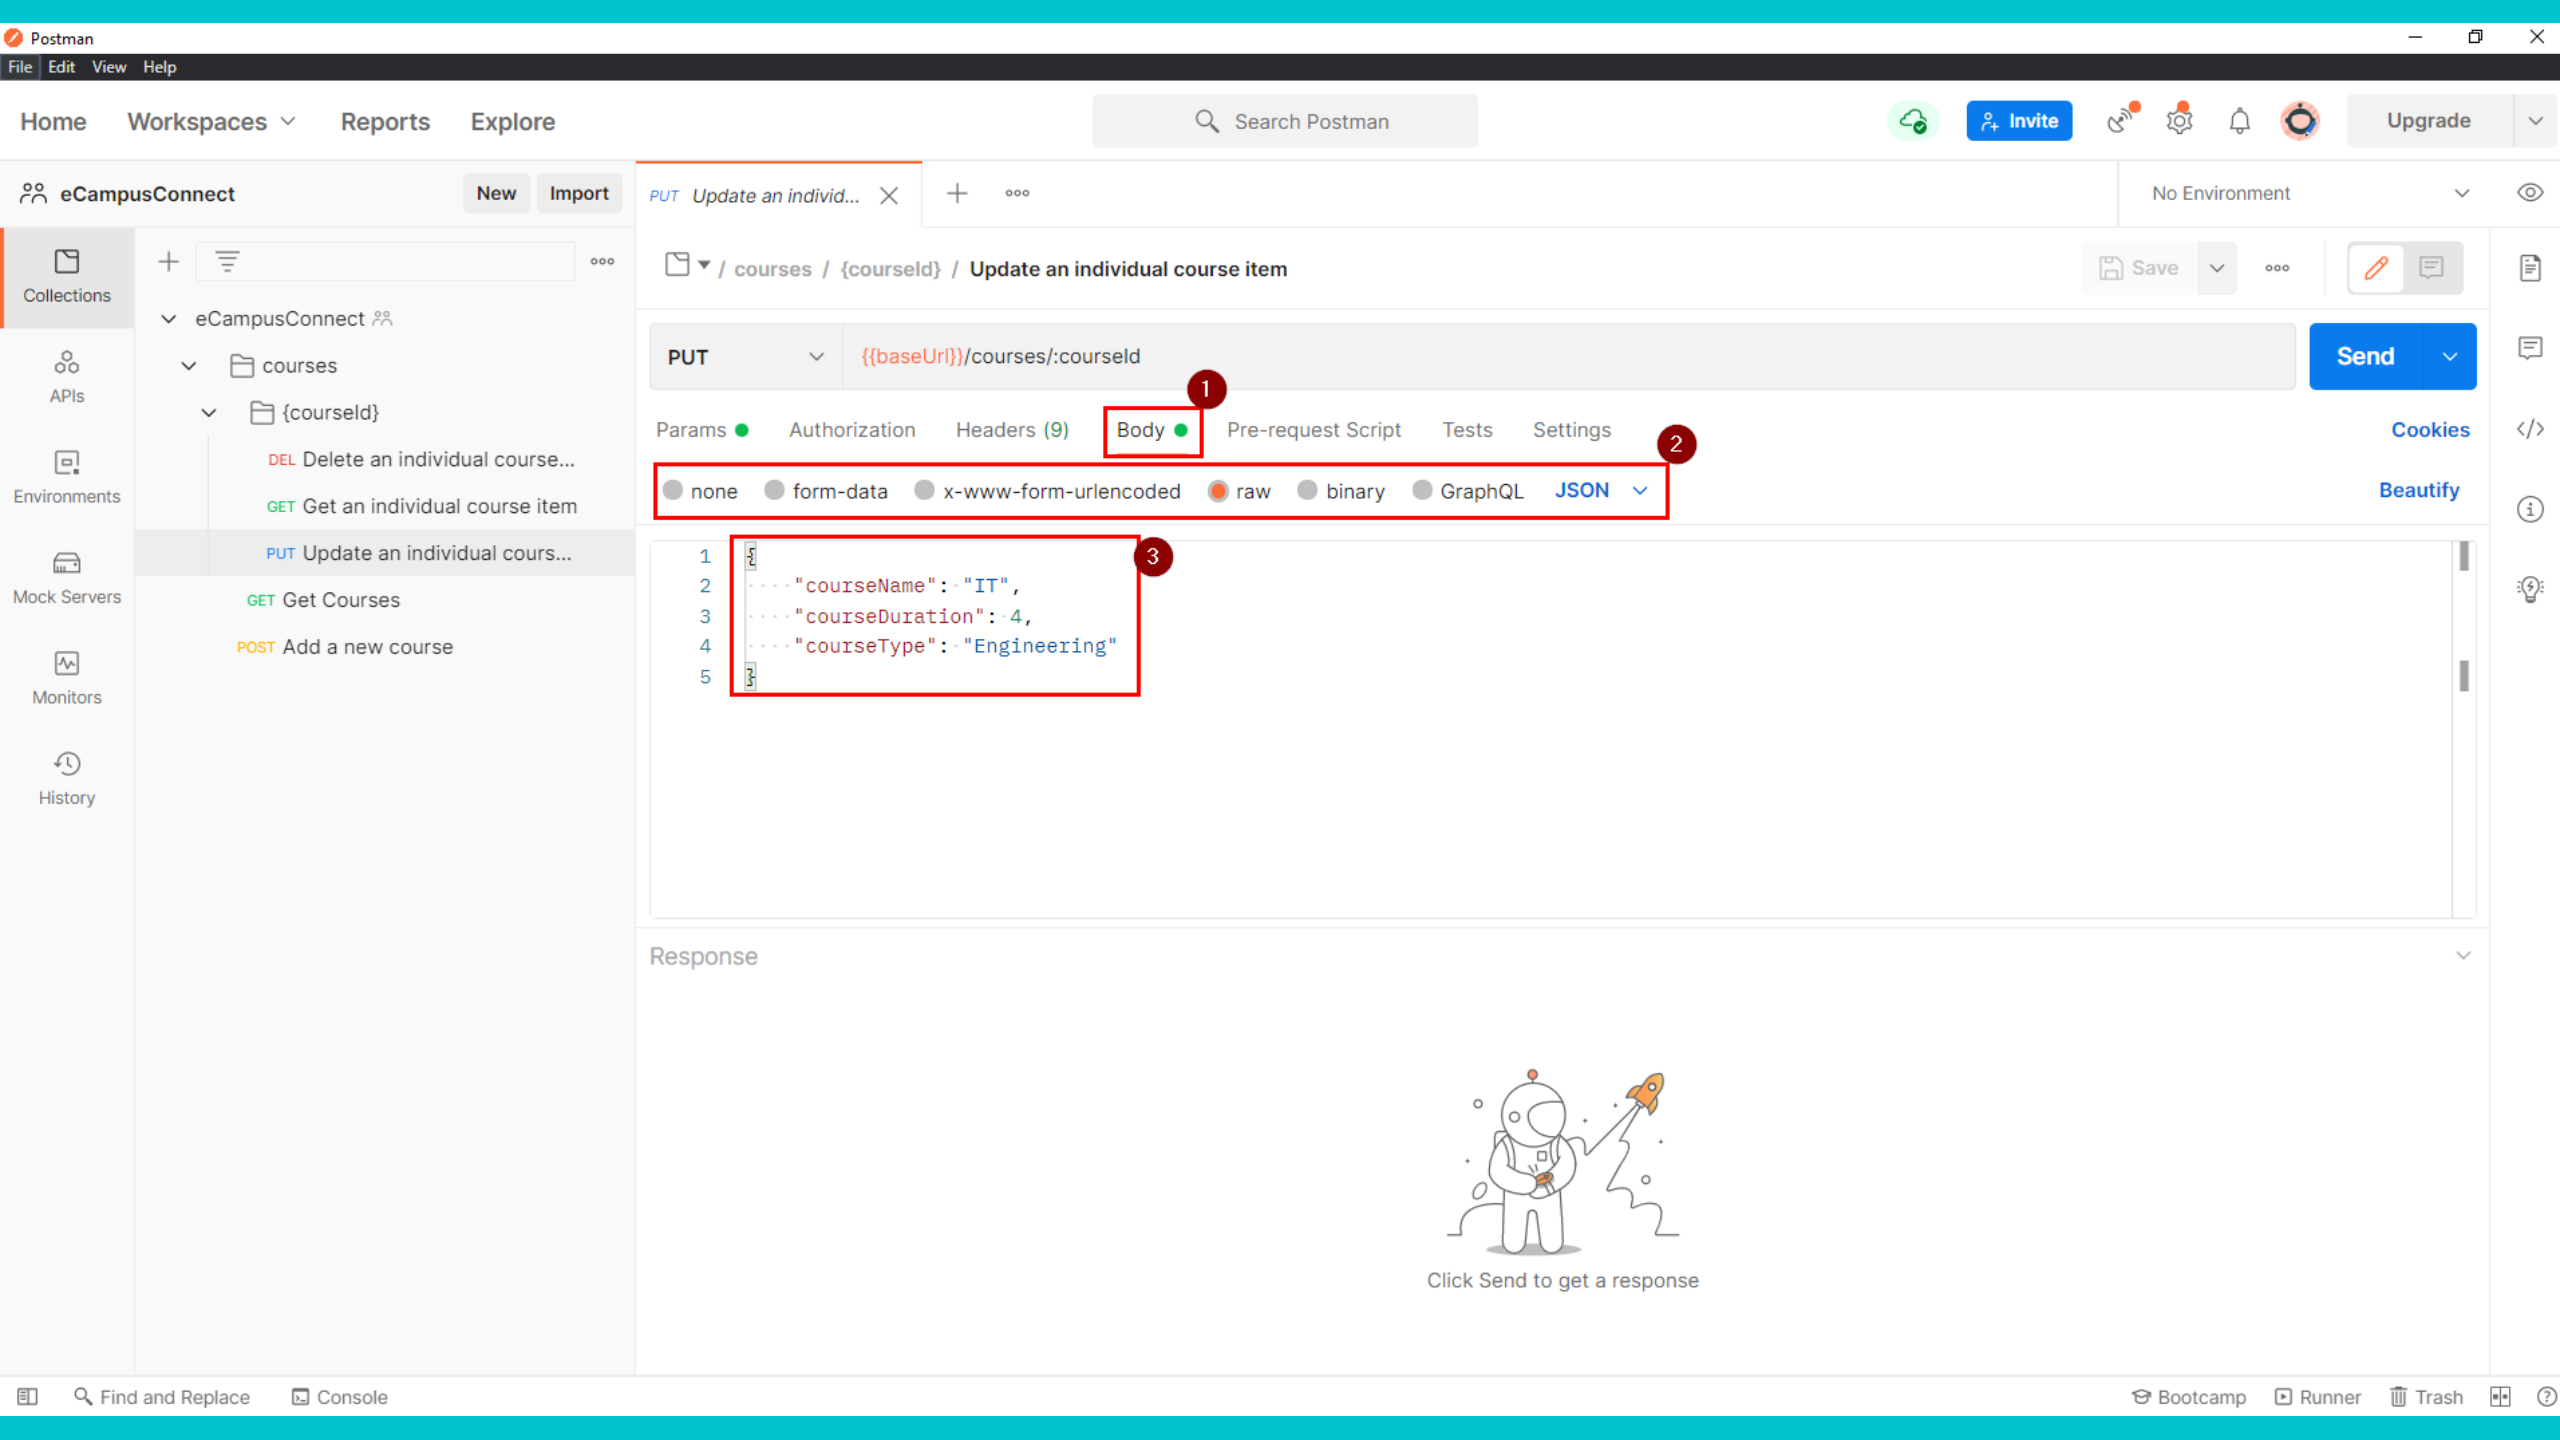 Postman
File Edit View Help
Home Workspaces Reports Explore Search Postman Invite Upgrade
eCampusConnect New Import PUT Update an individ... No Environment
/ courses / {courseId} / Update an individual course item Save
Collections
APIs
Environments
Mock Servers
Monitors
History
eCampusConnect
courses
{courseId}
DEL Delete an individual course...
GET Get an individual course item
PUT Update an individual cours...
GET Get Courses
POST Add a new course
PUT {{baseUrl}}/courses/:courseId Send
1
Params Authorization Headers (9) Body Pre-request Script Tests Settings Cookies
2
none form-data x-www-form-urlencoded raw binary GraphQL JSON Beautify
3
1 {
2 "courseName": "IT",
3 "courseDuration": 4,
4 "courseType": "Engineering"
5 }
Response
Click Send to get a response
Find and Replace Console Bootcamp Runner Trash